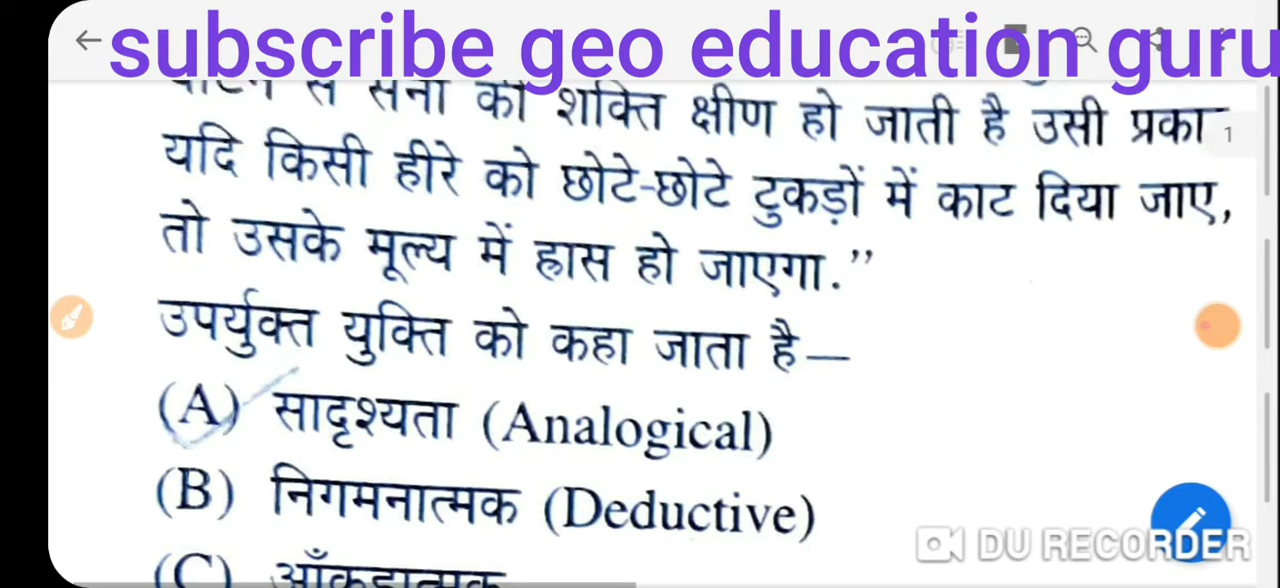 subscribe geo education guru
से सेना की शक्ति क्षीण हो जाती है उसी
1
यदि किसी हीरे को छोटे-छोटे टुकड़ों में काट दिया जाए,
तो उसके मूल्य में ह्रास हो जाएगा.”
उपर्युक्त युक्ति को कहा जाता है—
(A) सादृश्यता (Analogical)
(B) निगमनात्मक (Deductive)
DU RECORDER
(C)